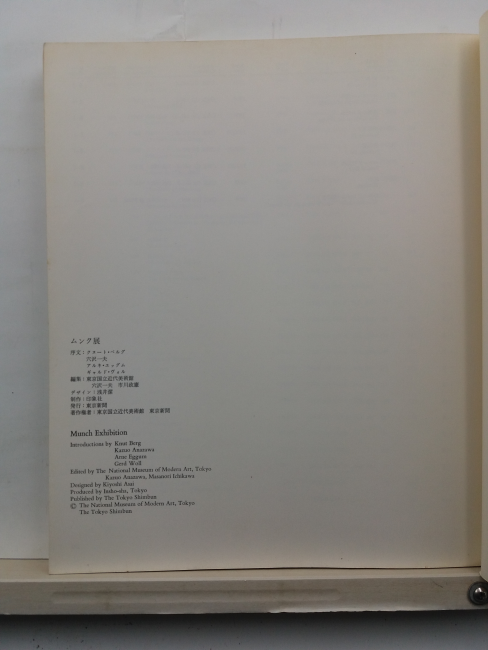 ムンク展
序文：クヌート・ベルグ
穴沢一夫
アルネ・エッグム
ギャルド・ヴォル
編集：東京国立近代美術館
穴沢一夫 市川政憲
デザイン：浅井潔
制作：印象社
発行：東京新聞
著作権者：東京国立近代美術館 東京新聞
Munch Exhibition
Introductions by Knut Berg
Kazuo Anazawa
Arne Eggum
Gerd Woll
Edited by The National Museum of Modern Art, Tokyo
Kazuo Anazawa, Masanori Ichikawa
Designed by Kiyoshi Asai
Produced by Insho-sha, Tokyo
Published by The Tokyo Shimbun
© The National Museum of Modern Art, Tokyo
The Tokyo Shimbun